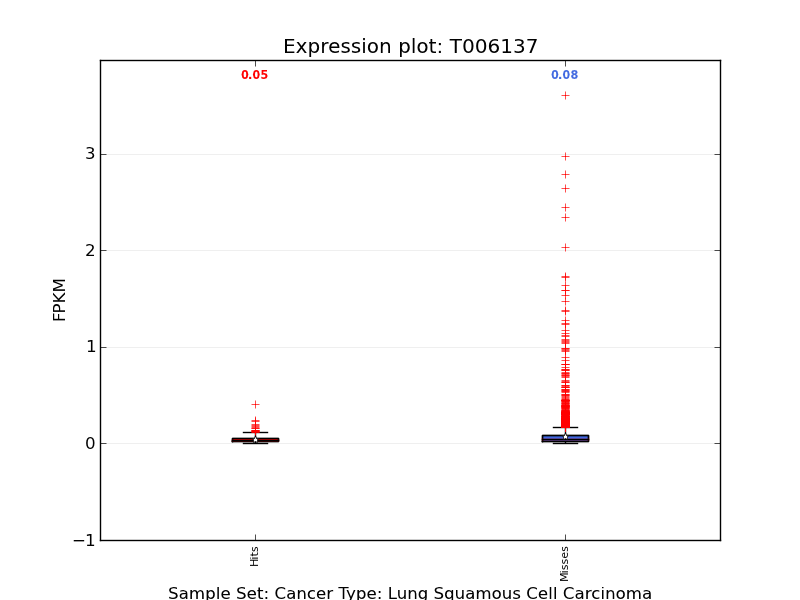 Expression plot: T006137
0.05 0.08
3
2
1
0
−1
FPKM
Hits Misses
Sample Set: Cancer Type: Lung Squamous Cell Carcinoma